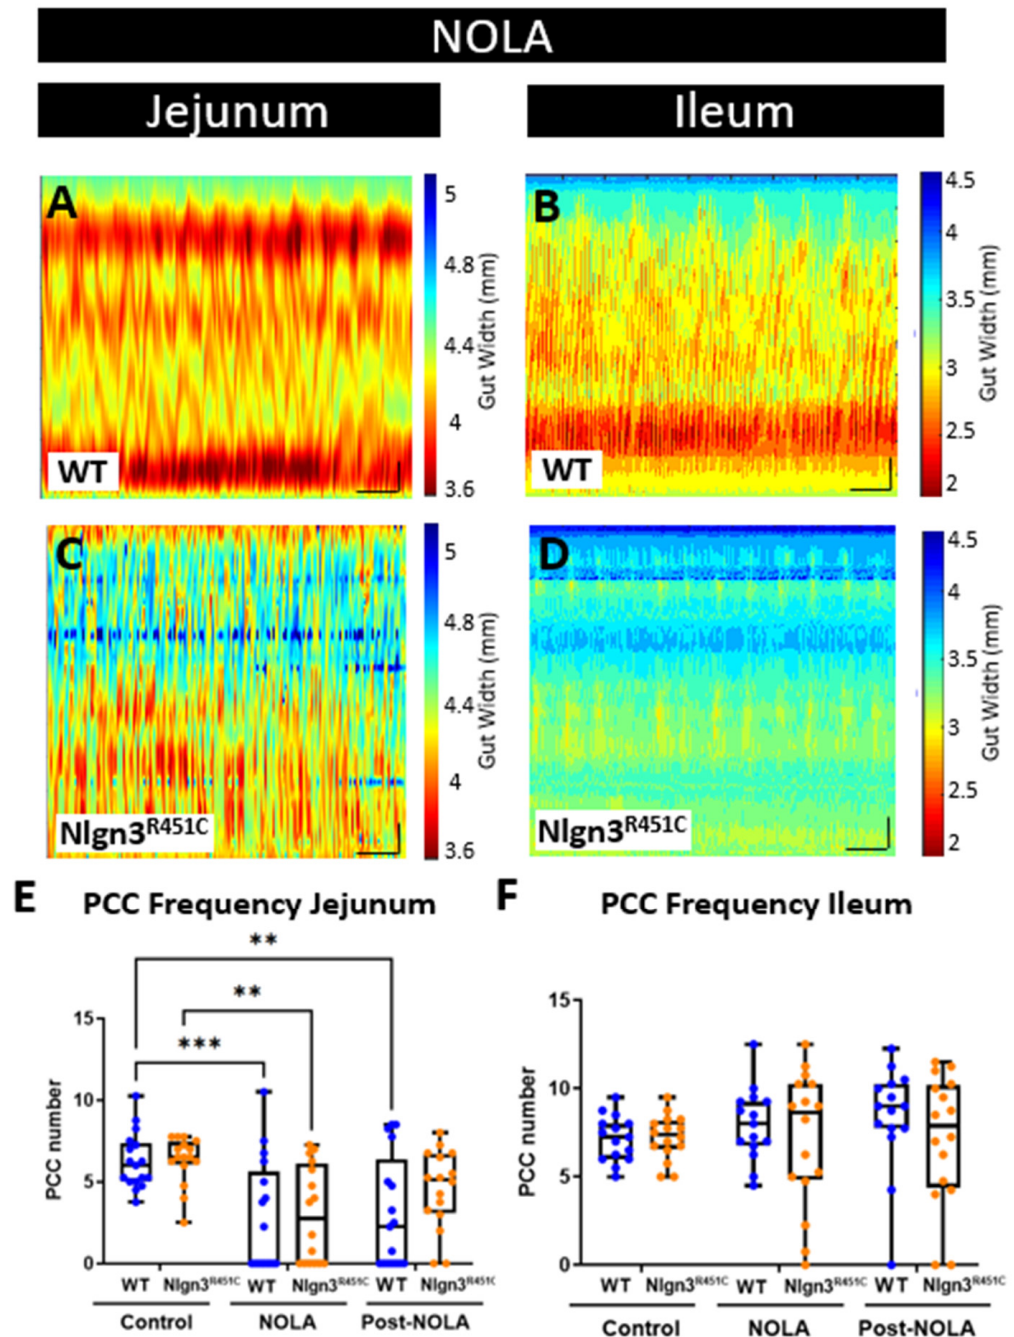 NOLA
Jejunum Ileum
A
WT
5
4.8
4.4
4
3.6
Gut Width (mm)
B
WT
4.5
4
3.5
3
2.5
2
Gut Width (mm)
C
Nlgn3R451C
5
4.8
4.4
4
3.6
Gut Width (mm)
D
Nlgn3R451C
4.5
4
3.5
3
2.5
2
Gut Width (mm)
E PCC Frequency Jejunum
**
**
***
15
10
5
0
PCC number
WT Nlgn3R451C WT Nlgn3R451C WT Nlgn3R451C
Control NOLA Post-NOLA
F PCC Frequency Ileum
15
10
5
0
PCC number
WT Nlgn3R451C WT Nlgn3R451C WT Nlgn3R451C
Control NOLA Post-NOLA